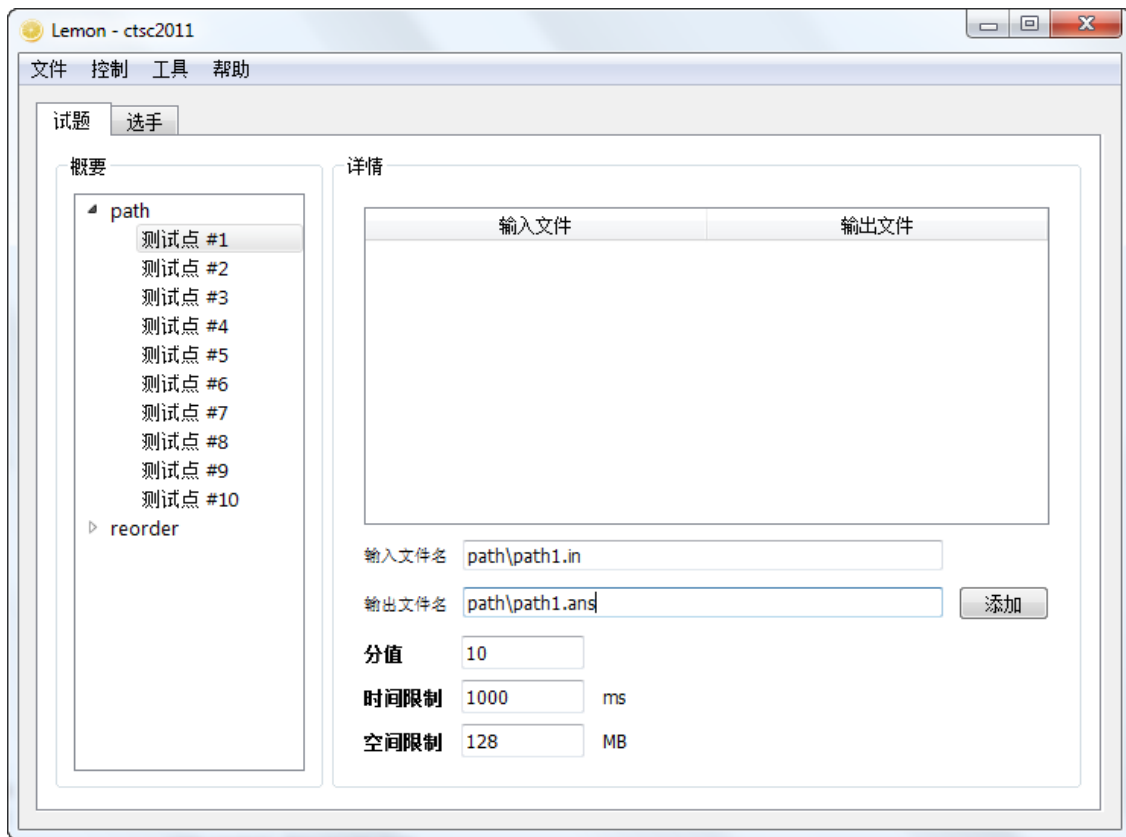 Lemon - ctsc2011
文件 控制 工具 帮助
试题 选手
概要
path
测试点 #1
测试点 #2
测试点 #3
测试点 #4
测试点 #5
测试点 #6
测试点 #7
测试点 #8
测试点 #9
测试点 #10
reorder
详情
输入文件 输出文件
输入文件名 path\path1.in
输出文件名 path\path1.ans 添加
分值 10
时间限制 1000 ms
空间限制 128 MB